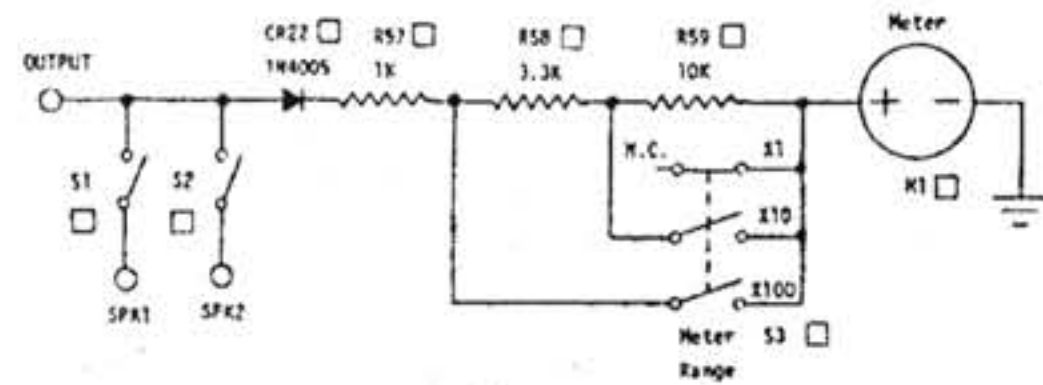 OUTPUT
CR22
1N4005
R57
1K
R58
3.3K
R59
10K
Meter
+ -
M1
S1
S2
SPK1
SPK2
N.C.
X1
X10
X100
Meter S3
Range